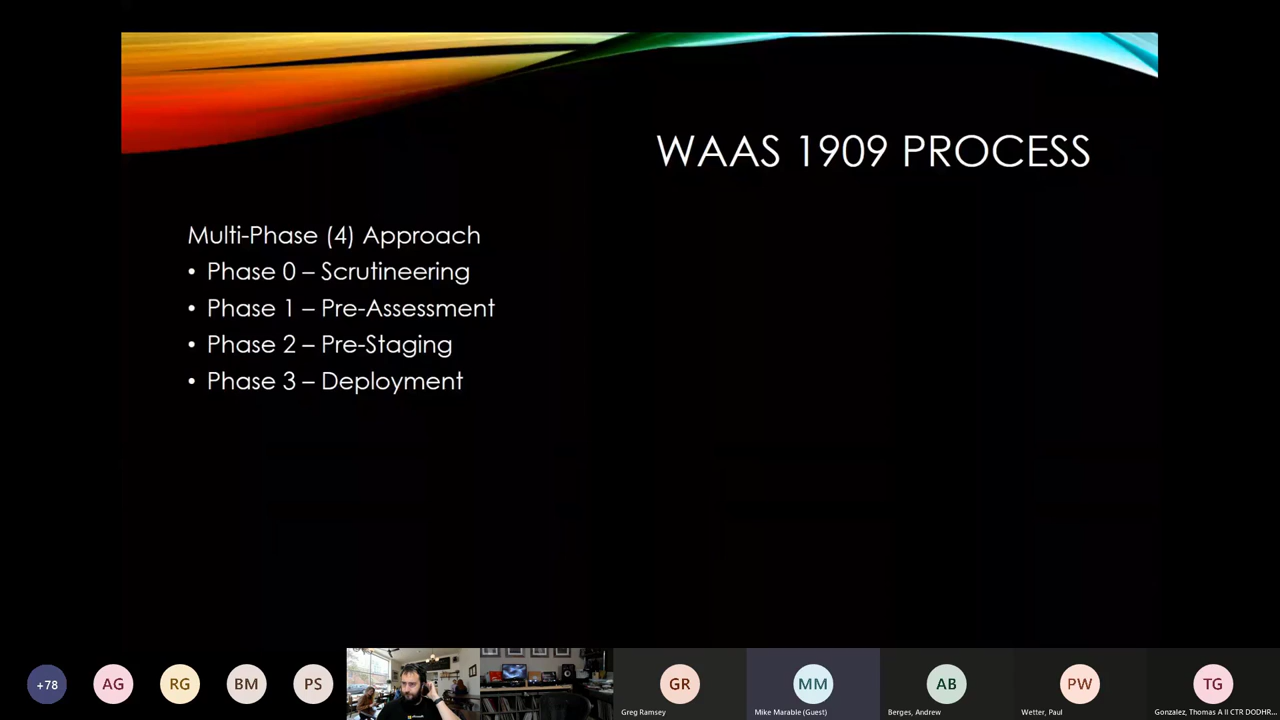 WAAS 1909 PROCESS
Multi-Phase (4) Approach
• Phase 0 – Scrutineering
• Phase 1 – Pre-Assessment
• Phase 2 – Pre-Staging
• Phase 3 – Deployment
+78
AG
RG
BM
PS
GR
MM
AB
PW
TG
Greg Ramsey
Mike Marable (Guest)
Berges, Andrew
Wetter, Paul
Gonzalez, Thomas A II CTR DODHR...